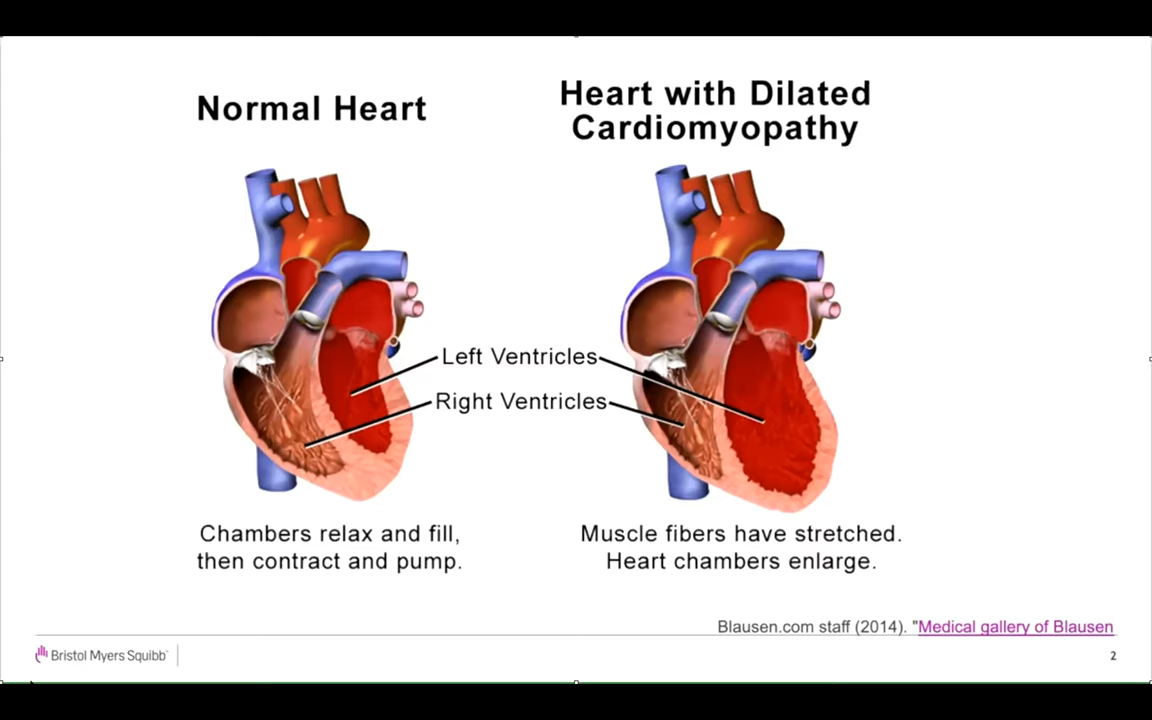 Normal Heart
Heart with Dilated
Cardiomyopathy
Left Ventricles
Right Ventricles
Chambers relax and fill,
then contract and pump.
Muscle fibers have stretched.
Heart chambers enlarge.
Blausen.com staff (2014). "Medical gallery of Blausen
Bristol Myers Squibb™
2